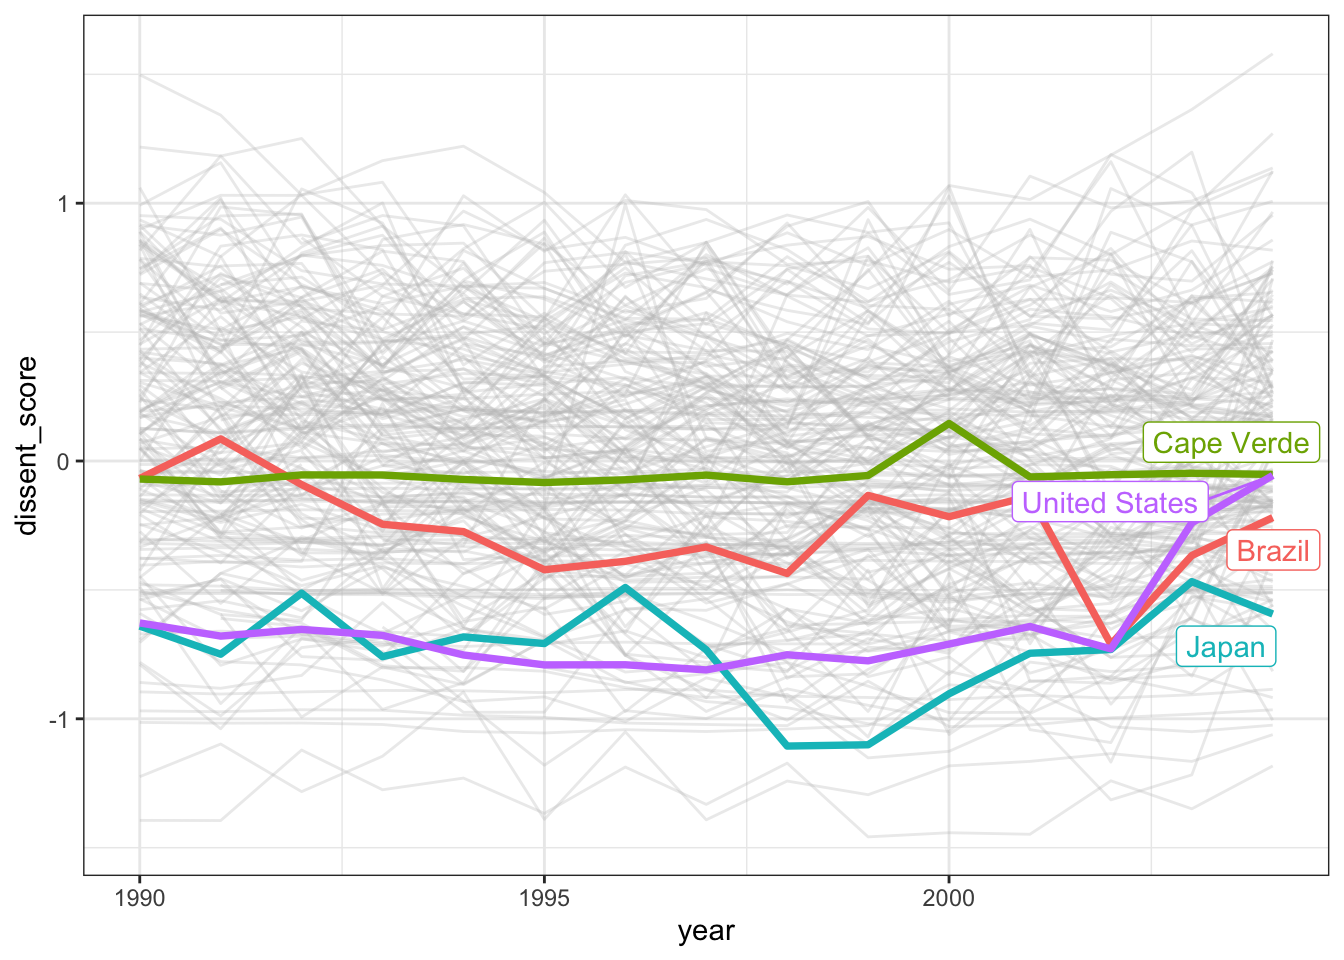 1
0
-1
dissent_score
Cape Verde
United States
Brazil
Japan
1990
1995
2000
year